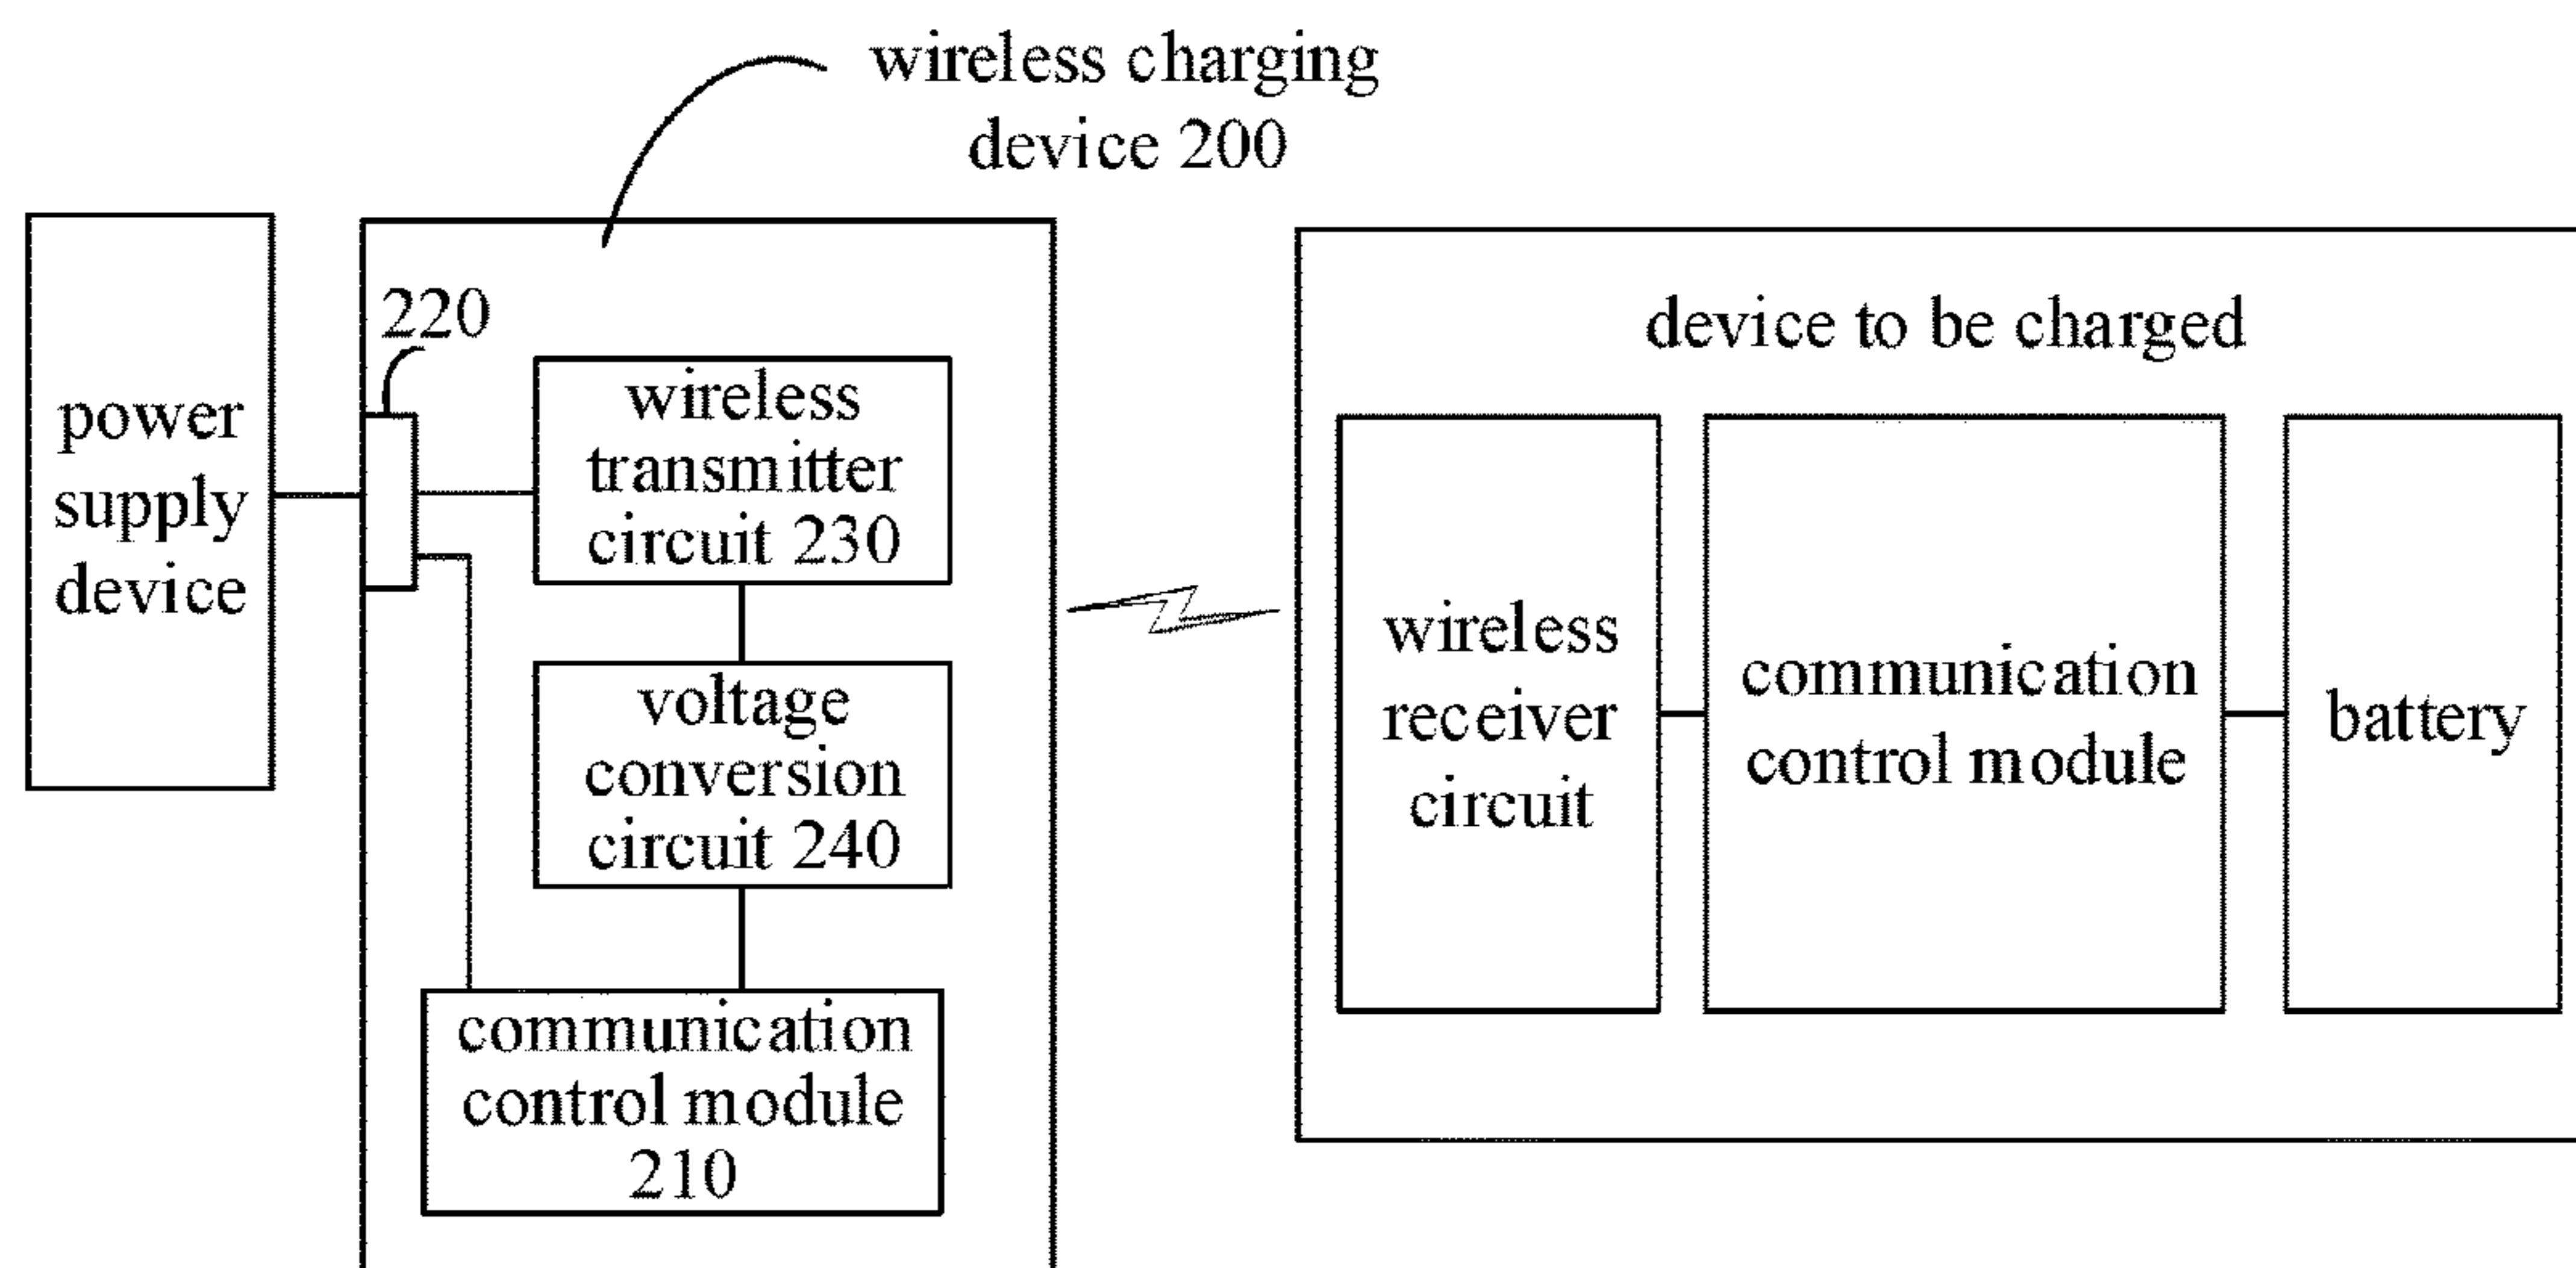 wireless charging
device 200
power
supply
device
220
wireless
transmitter
circuit 230
voltage
conversion
circuit 240
communication
control module
210
device to be charged
wireless
receiver
circuit
communication
control module
battery